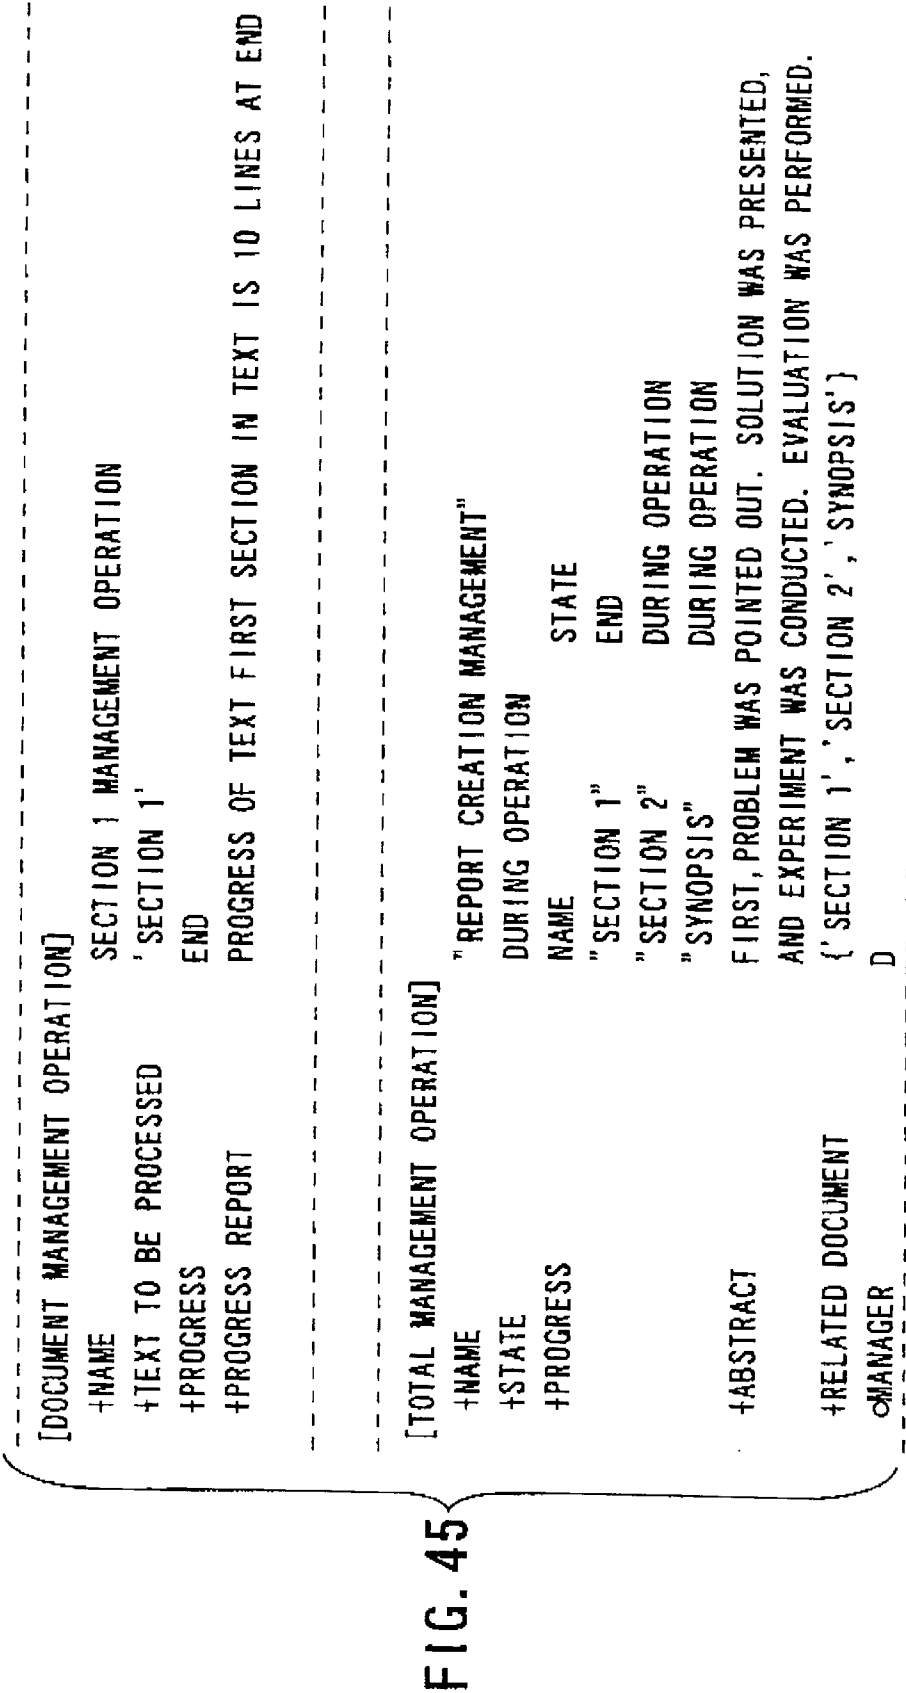 FIG. 45
[DOCUMENT MANAGEMENT OPERATION]
+NAME SECTION 1 MANAGEMENT OPERATION
+TEXT TO BE PROCESSED 'SECTION 1'
+PROGRESS END
+PROGRESS REPORT PROGRESS OF TEXT FIRST SECTION IN TEXT IS 10 LINES AT END
[TOTAL MANAGEMENT OPERATION]
+NAME "REPORT CREATION MANAGEMENT"
+STATE DURING OPERATION
+PROGRESS NAME STATE
"SECTION 1" END
"SECTION 2" DURING OPERATION
"SYNOPSIS" DURING OPERATION
+ABSTRACT FIRST, PROBLEM WAS POINTED OUT. SOLUTION WAS PRESENTED,
AND EXPERIMENT WAS CONDUCTED. EVALUATION WAS PERFORMED.
+RELATED DOCUMENT {'SECTION 1','SECTION 2','SYNOPSIS'}
○MANAGER D